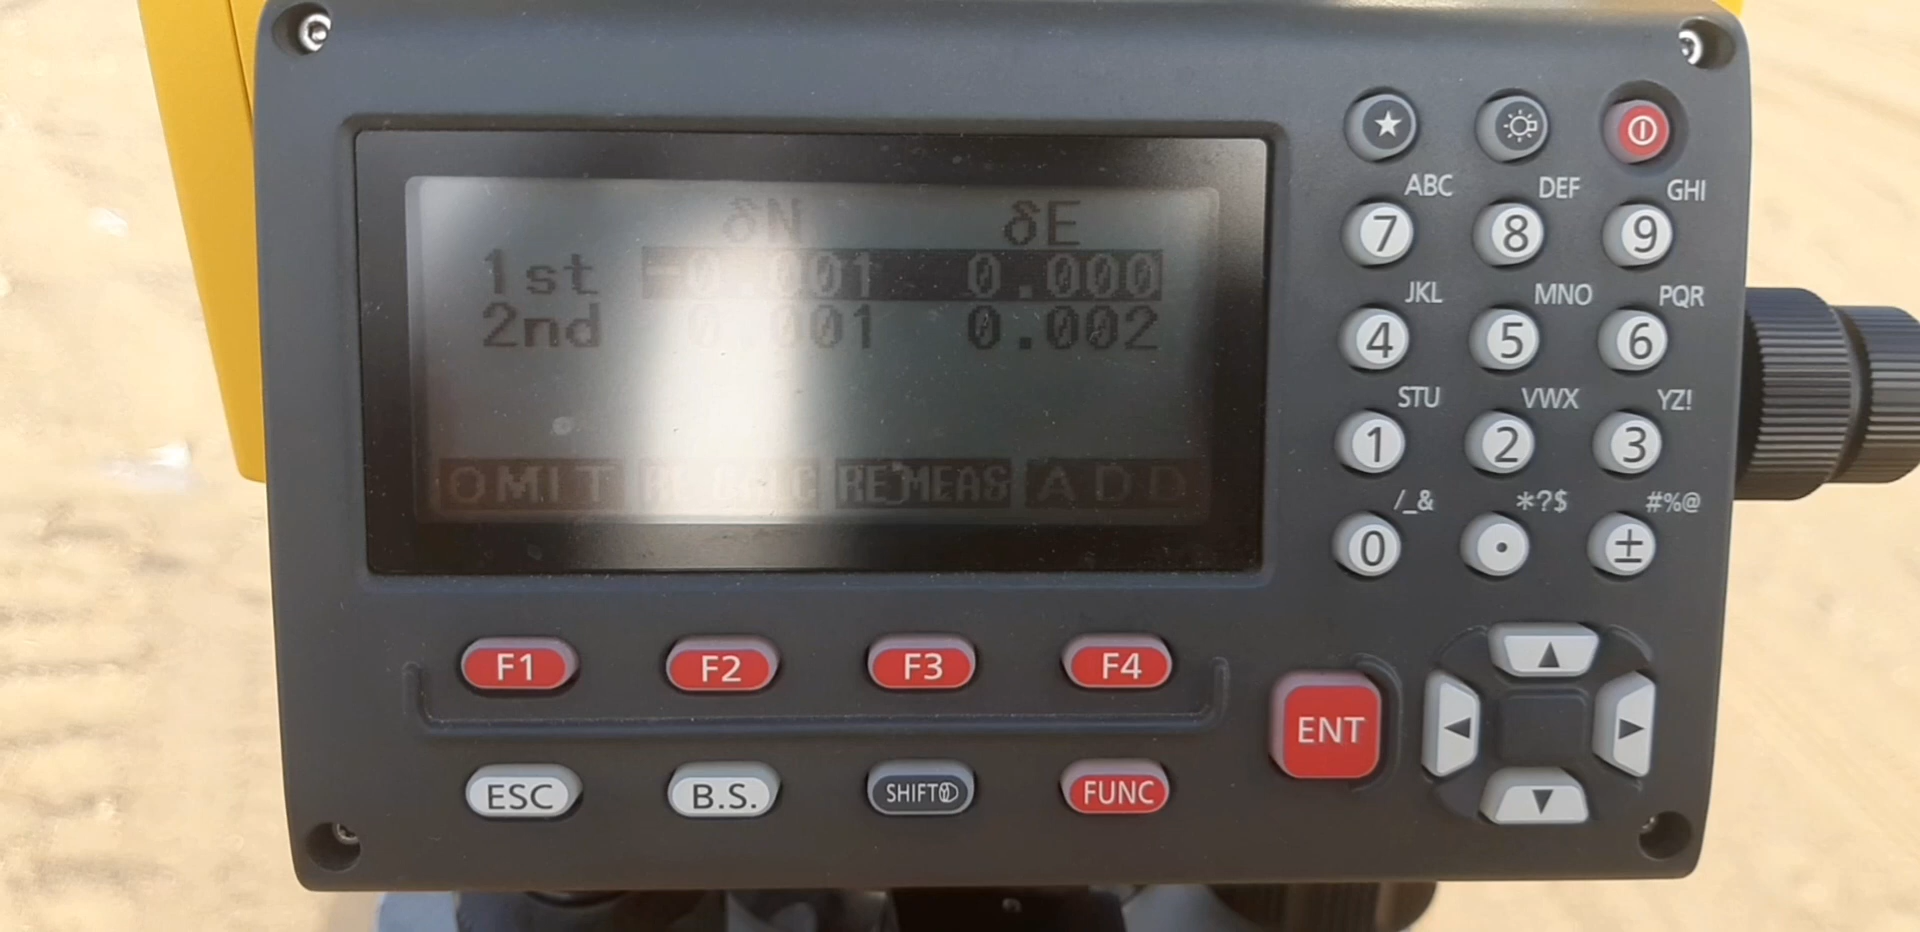 δN δE
1st -0.001 0.000
2nd 0.001 0.002
OMIT RE CALC RE MEAS ADD
ABC DEF GHI
7 8 9
JKL MNO PQR
4 5 6
STU VWX YZ!
1 2 3
/_& *?$ #%@
0 • ±
F1 F2 F3 F4
ENT
ESC B.S. SHIFT FUNC